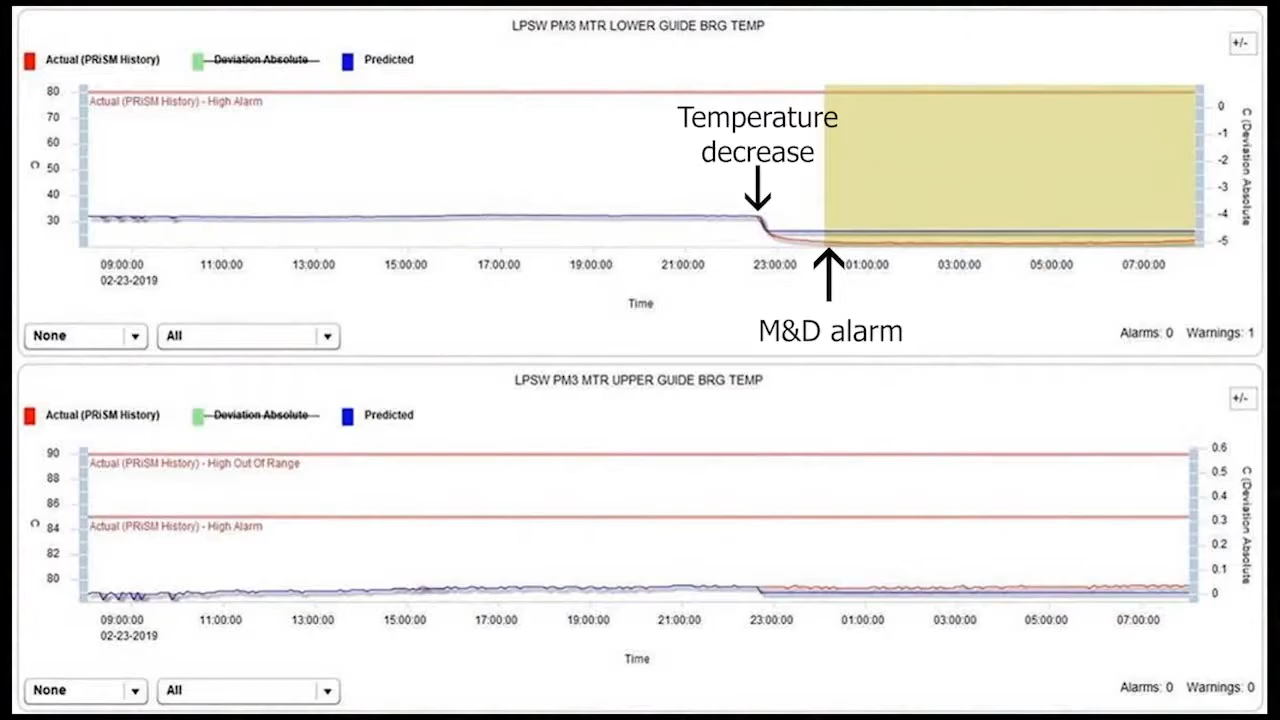 LPSW PM3 MTR LOWER GUIDE BRG TEMP
+/-
Actual (PRiSM History) Deviation Absolute Predicted
80
70
60
50
40
30
C
Actual (PRiSM History) - High Alarm
Temperature
decrease
0
-1
-2
-3
-4
-5
C (Deviation Absolute
09:00:00 11:00:00 13:00:00 15:00:00 17:00:00 19:00:00 21:00:00 23:00:00 01:00:00 03:00:00 05:00:00 07:00:00
02-23-2019
Time
M&D alarm
None All Alarms: 0 Warnings: 1
LPSW PM3 MTR UPPER GUIDE BRG TEMP
+/-
Actual (PRiSM History) Deviation Absolute Predicted
90
88
86
84
82
80
C
Actual (PRiSM History) - High Out Of Range
Actual (PRiSM History) - High Alarm
0.6
0.5
0.4
0.3
0.2
0.1
0
C (Deviation Absolute
09:00:00 11:00:00 13:00:00 15:00:00 17:00:00 19:00:00 21:00:00 23:00:00 01:00:00 03:00:00 05:00:00 07:00:00
02-23-2019
Time
None All Alarms: 0 Warnings: 0